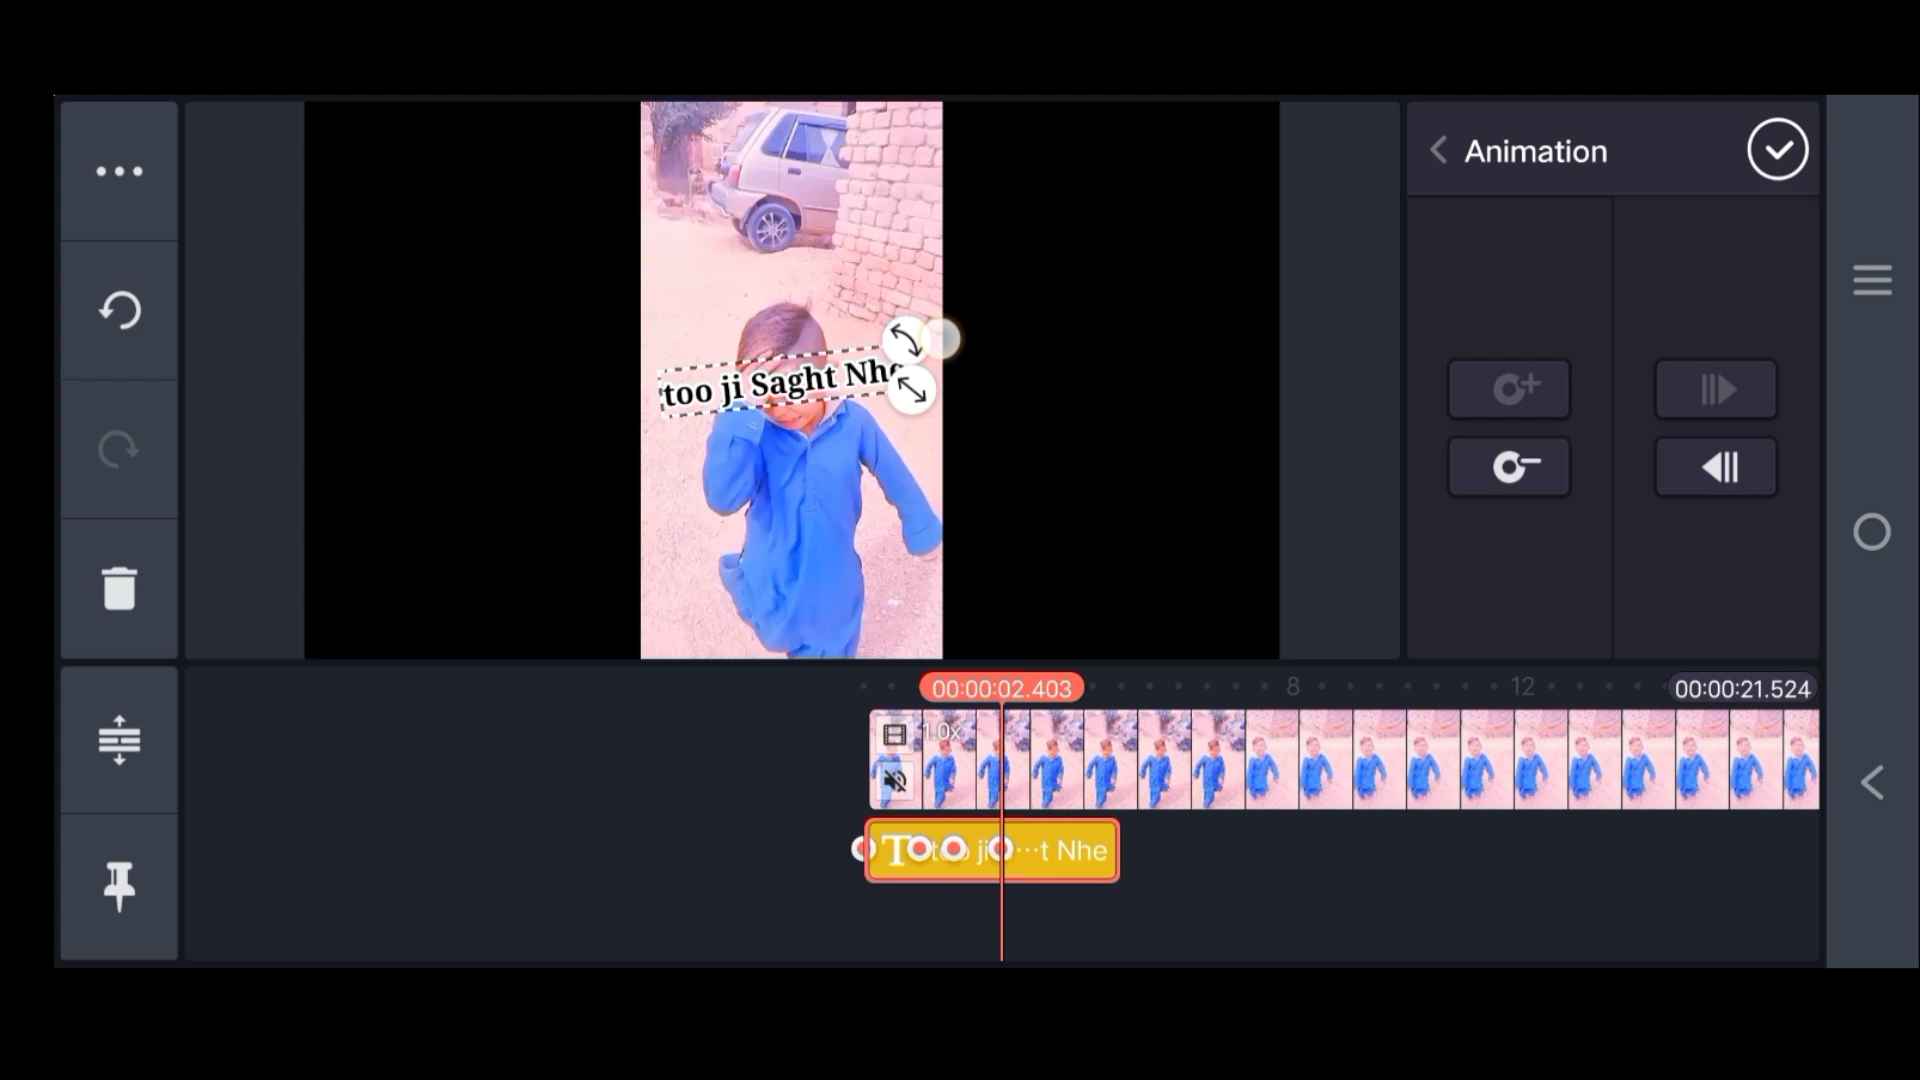 Animation
too ji Saght Nhe
00:00:02.403
8
12
00:00:21.524
1.0x
ji ···t Nhe